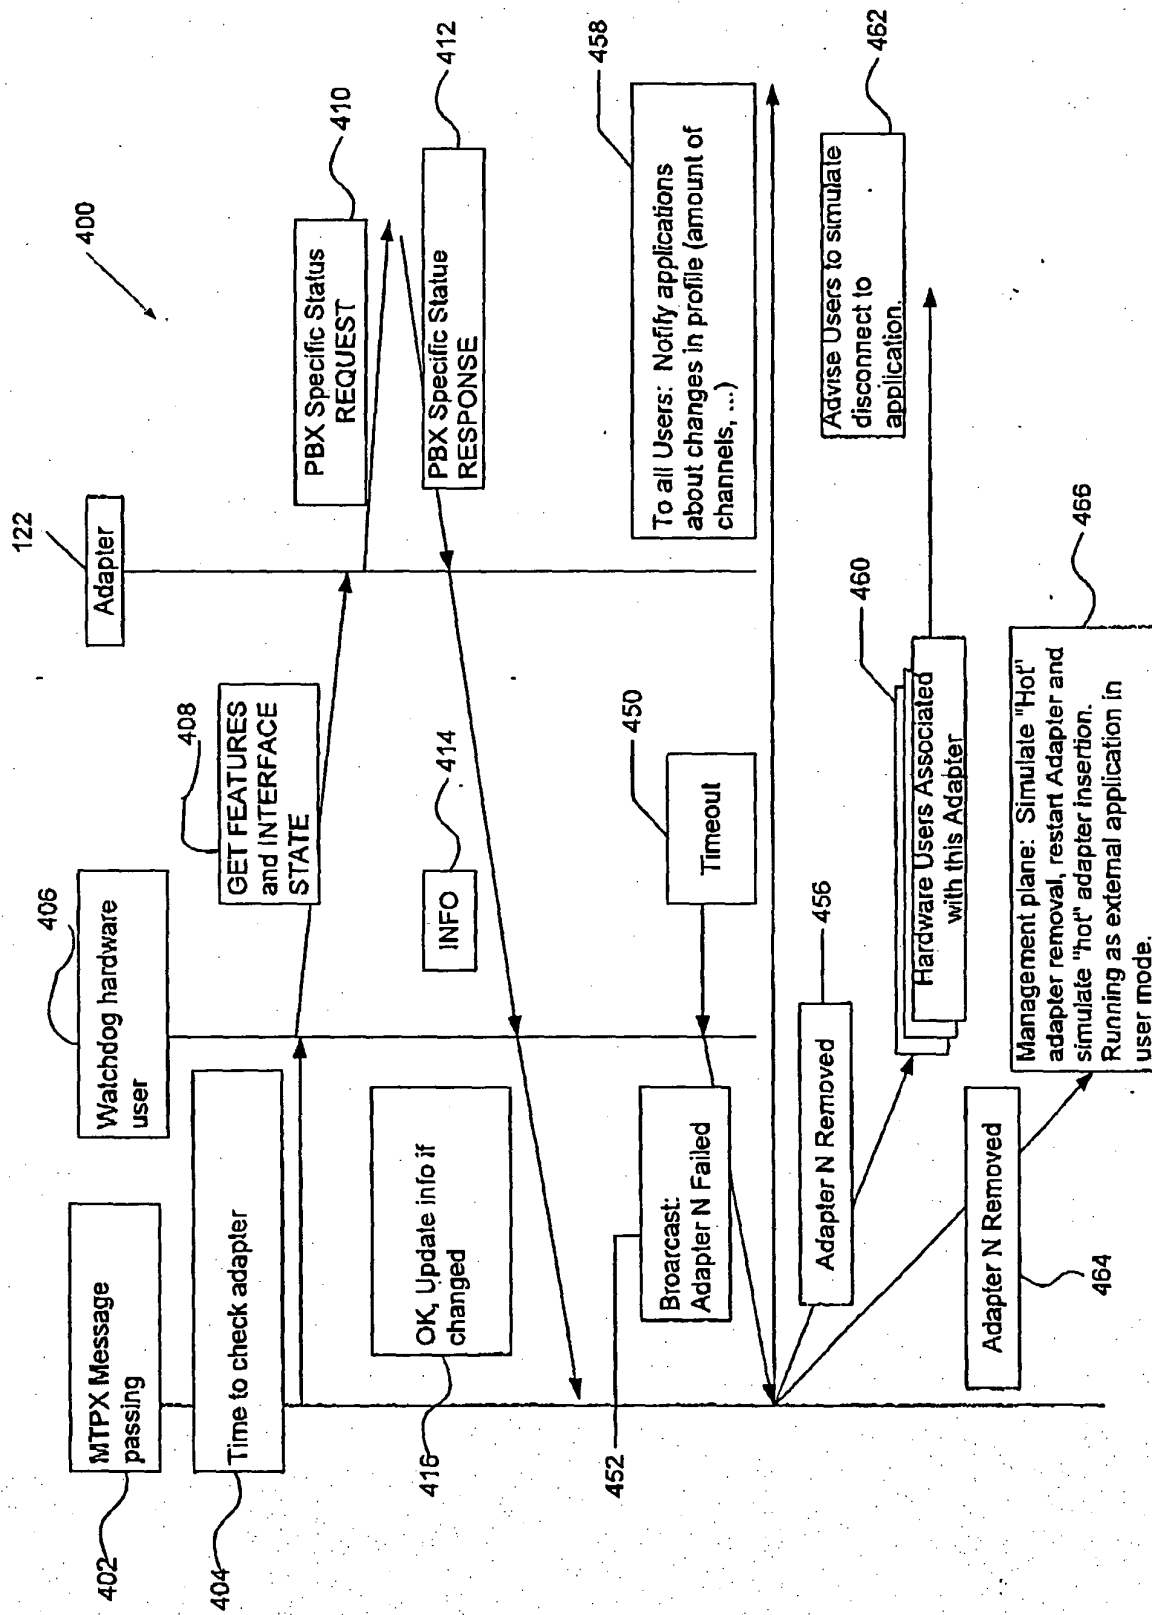 400
122
Adapter
406
Watchdog hardware
user
MTPX Message
passing
402
Time to check adapter
404
408
GET FEATURES
and INTERFACE
STATE
PBX Specific Status
REQUEST
410
PBX Specific Statue
RESPONSE
412
INFO
414
OK, Update info if
changed
416
450
Timeout
Broarcast:
Adapter N Failed
452
458
To all Users: Nofify applications
about changes in profile (amount of
channels, ...)
456
Adapter N Removed
460
Hardware Users Associated
with this Adapter
462
Advise Users to simulate
disconnect to
application.
Adapter N Removed
464
466
Management plane: Simulate "Hot"
adapter removal, restart Adapter and
simulate "hot" adapter insertion.
Running as external application in
user mode.